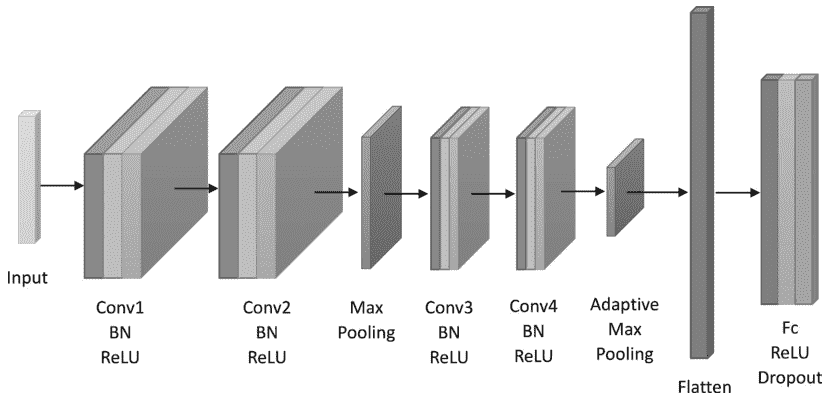 Input
Conv1
BN
ReLU
Conv2
BN
ReLU
Max
Pooling
Conv3
BN
ReLU
Conv4
BN
ReLU
Adaptive
Max
Pooling
Flatten
Fc
ReLU
Dropout